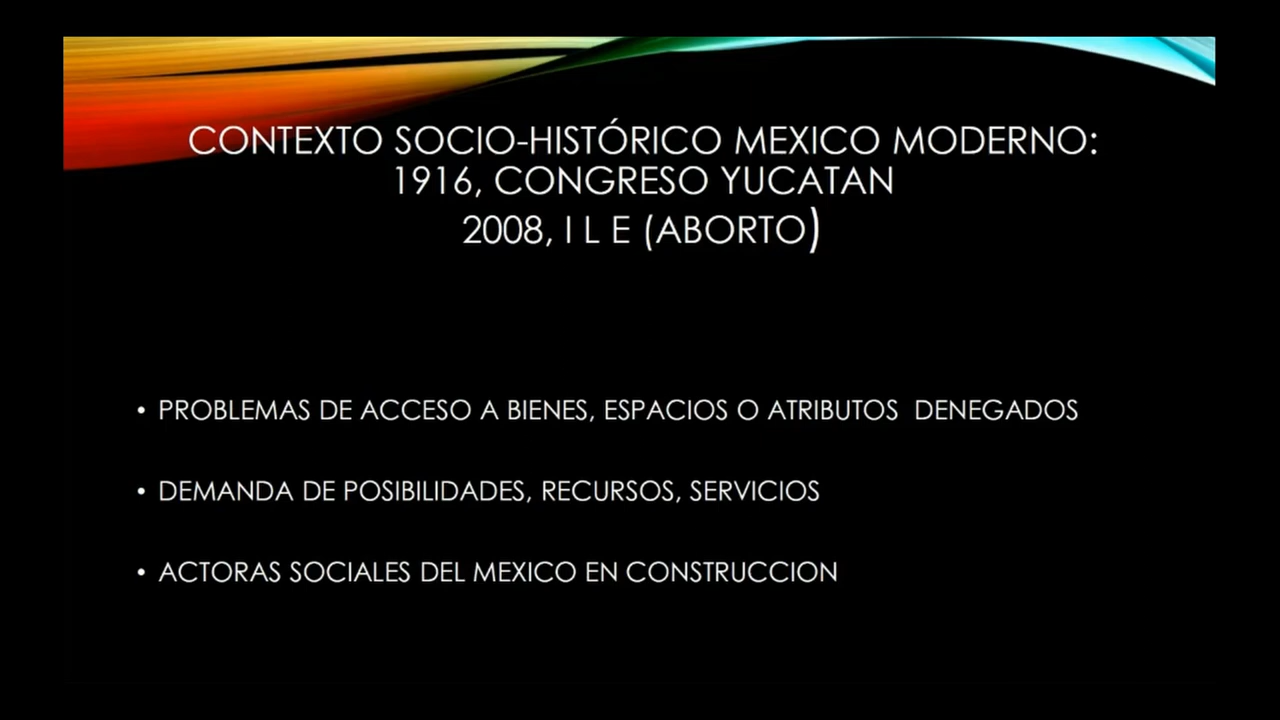 CONTEXTO SOCIO-HISTÓRICO MEXICO MODERNO:
1916, CONGRESO YUCATAN
2008, I L E (ABORTO)
• PROBLEMAS DE ACCESO A BIENES, ESPACIOS O ATRIBUTOS DENEGADOS
• DEMANDA DE POSIBILIDADES, RECURSOS, SERVICIOS
• ACTORAS SOCIALES DEL MEXICO EN CONSTRUCCION